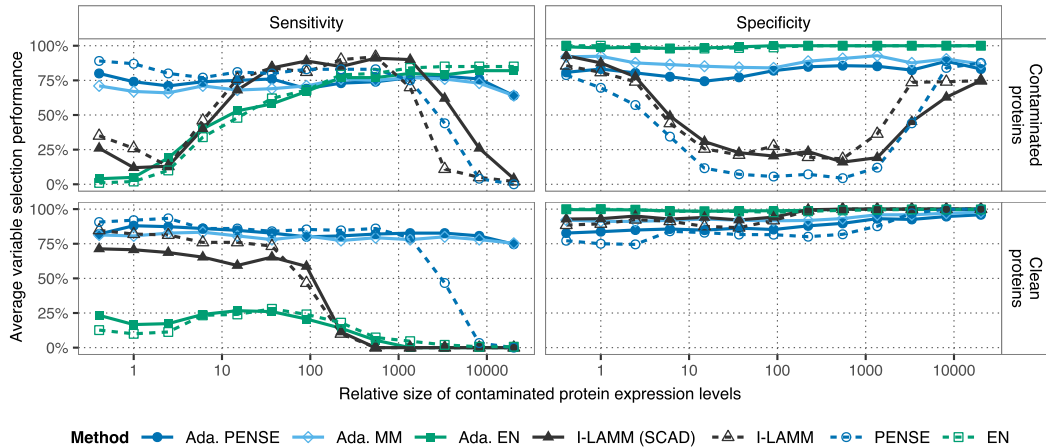 Sensitivity
Specificity
Average variable selection performance
100%
75%
50%
25%
0%
Contaminated
proteins
100%
75%
50%
25%
0%
Clean
proteins
1
10
100
1000
10000
1
10
100
1000
10000
Relative size of contaminated protein expression levels
Method Ada. PENSE Ada. MM Ada. EN I-LAMM (SCAD) I-LAMM PENSE EN